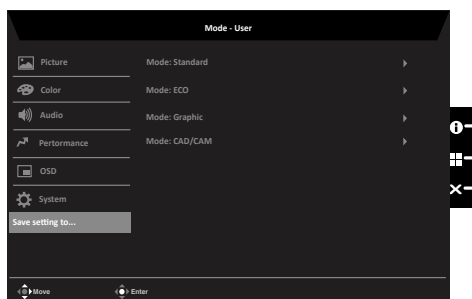 Mode - User
Picture
Mode: Standard
Color
Mode: ECO
Audio
Mode: Graphic
Pertormance
Mode: CAD/CAM
OSD
System
Save setting to...
Move
Enter